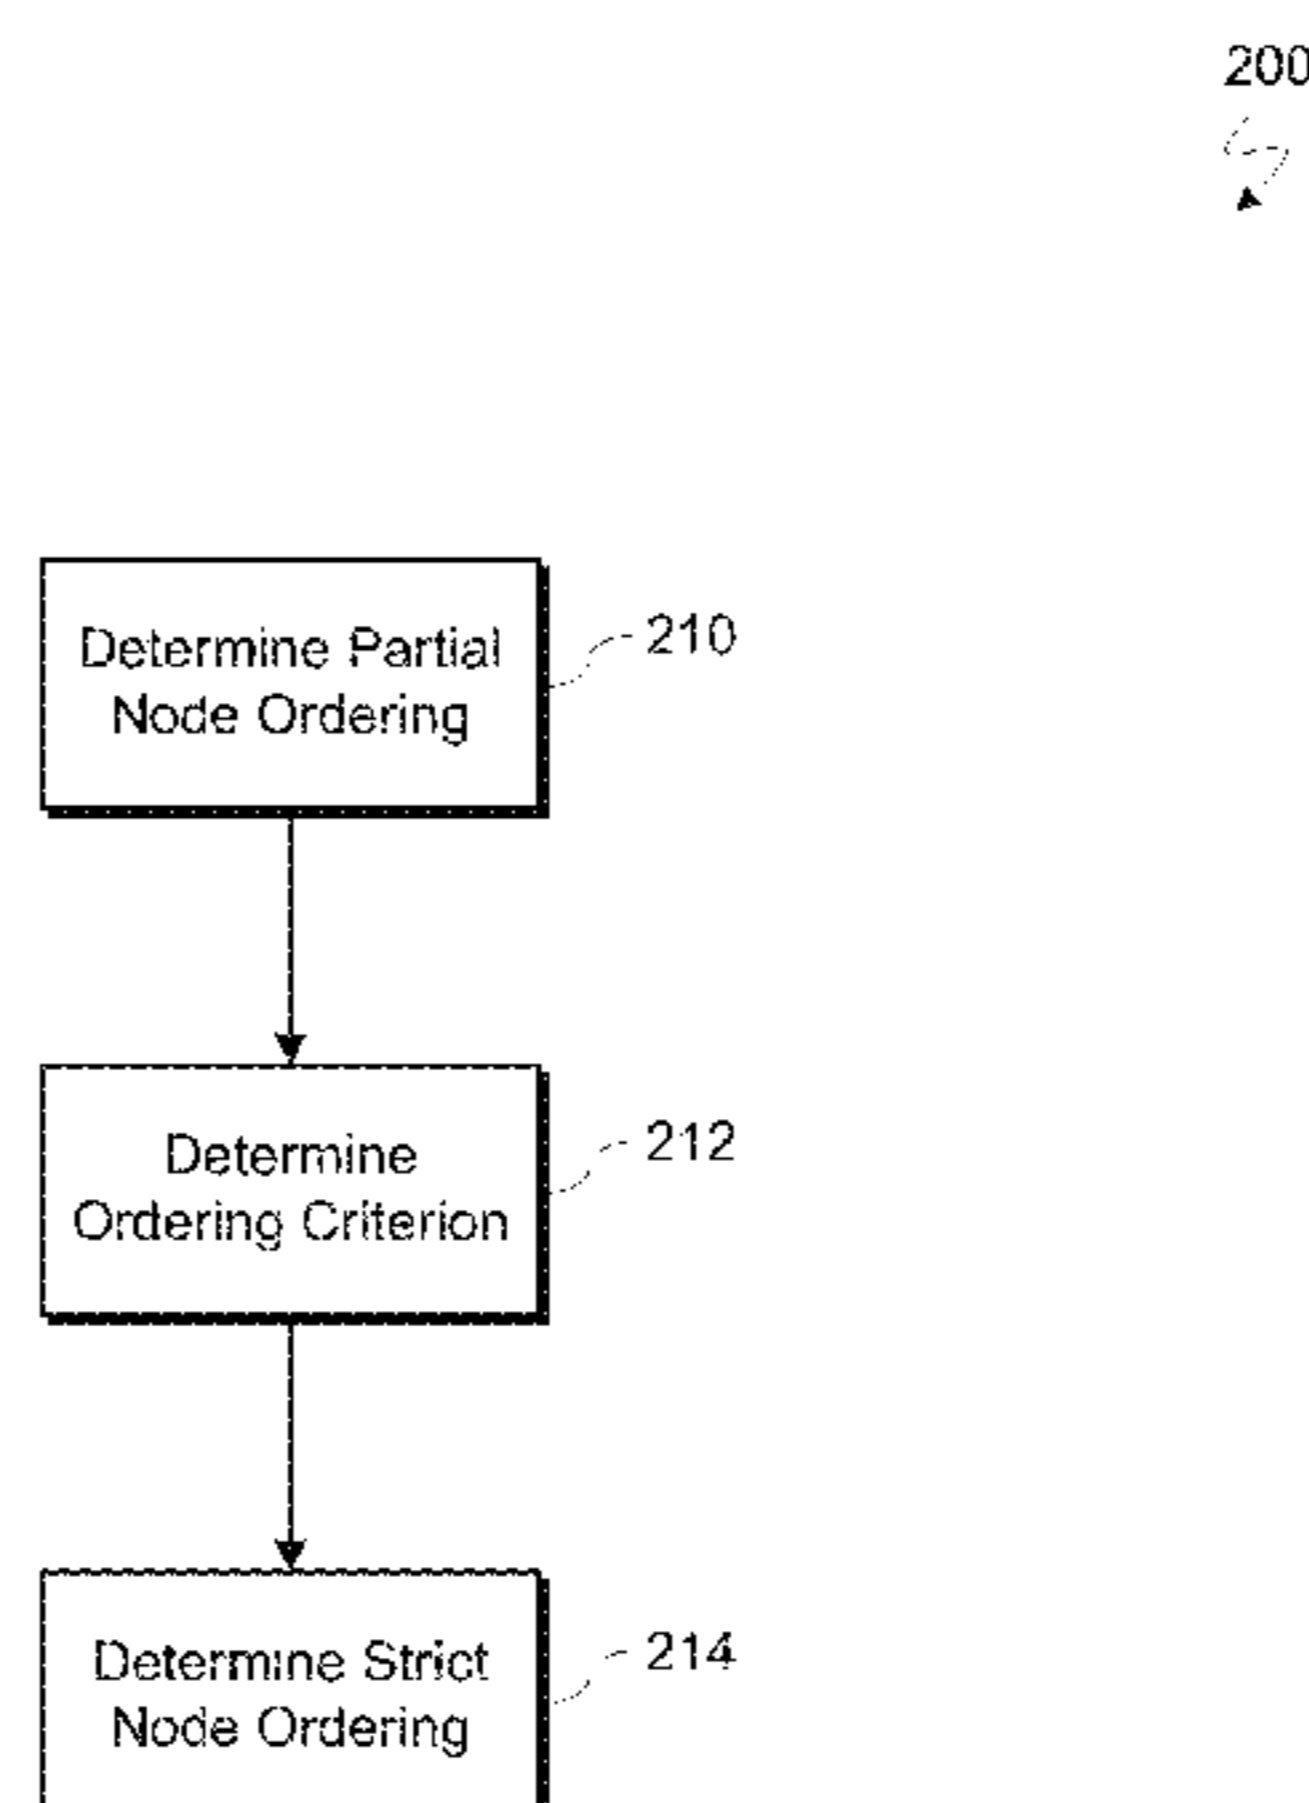 200
Determine Partial
Node Ordering
210
Determine
Ordering Criterion
212
Determine Strict
Node Ordering
214